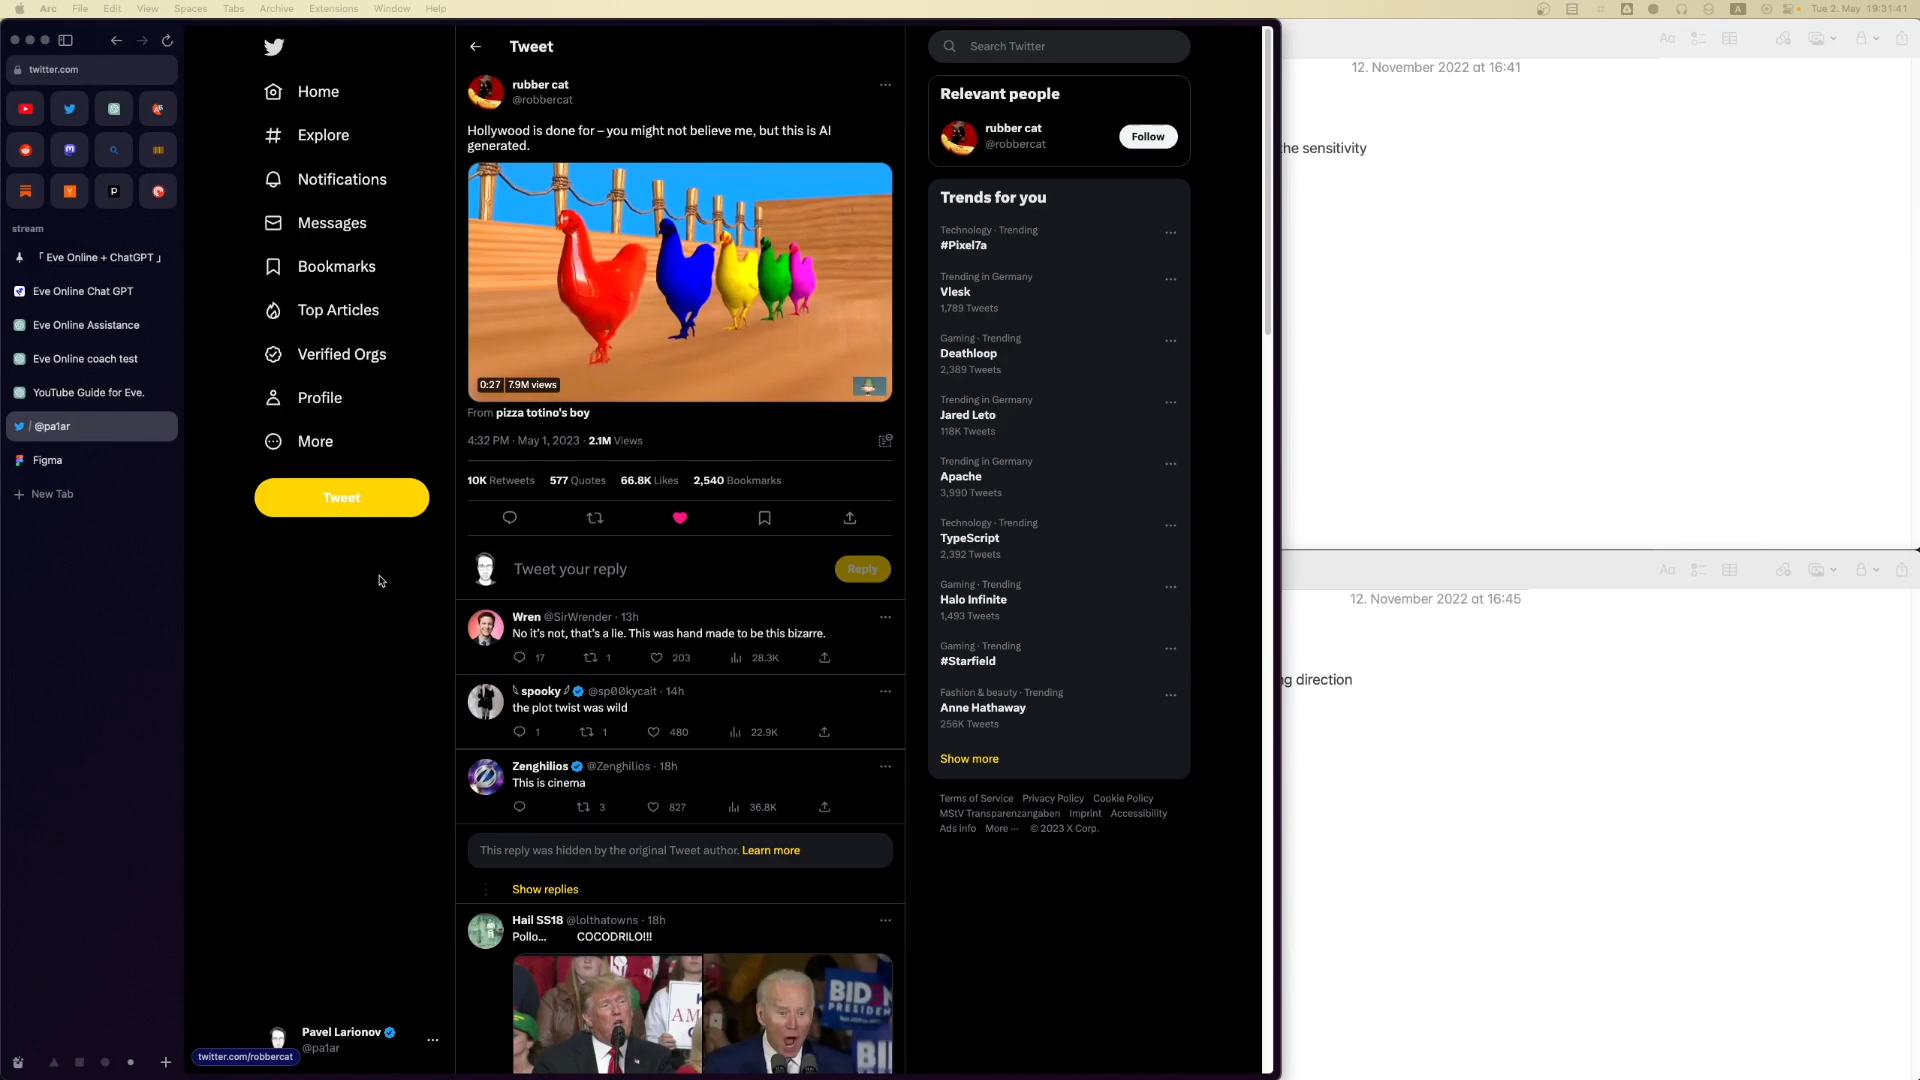 Arc File Edit View Spaces Tabs Archive Extensions Window Help
A
Tue 2. May 19:31:41
twitter.com
stream
「 Eve Online + ChatGPT 」
Eve Online Chat GPT
Eve Online Assistance
Eve Online coach test
YouTube Guide for Eve.
/ @pa1ar
Figma
New Tab
Home
Explore
Notifications
Messages
Bookmarks
Top Articles
Verified Orgs
Profile
More
Tweet
Pavel Larionov
@pa1ar
twitter.com/robbercat
Tweet
rubber cat
@robbercat
Hollywood is done for – you might not believe me, but this is AI
generated.
0:27 7.9M views
From pizza totino's boy
4:32 PM · May 1, 2023 · 2.1M Views
10K Retweets 577 Quotes 66.8K Likes 2,540 Bookmarks
Tweet your reply
Reply
Wren @SirWrender · 13h
No it's not, that's a lie. This was hand made to be this bizarre.
17 1 203 28.3K
spooky @sp00kycait · 14h
the plot twist was wild
1 1 480 22.9K
Zenghilios @Zenghilios · 18h
This is cinema
3 827 36.8K
This reply was hidden by the original Tweet author. Learn more
Show replies
Hail SS18 @lolthatowns · 18h
Pollo... COCODRILO!!!
AM
BIDEN
PRESIDENT
Search Twitter
Relevant people
rubber cat
@robbercat
Follow
Trends for you
Technology · Trending
#Pixel7a
Trending in Germany
Vlesk
1,789 Tweets
Gaming · Trending
Deathloop
2,389 Tweets
Trending in Germany
Jared Leto
118K Tweets
Trending in Germany
Apache
3,990 Tweets
Technology · Trending
TypeScript
2,392 Tweets
Gaming · Trending
Halo Infinite
1,493 Tweets
Gaming · Trending
#Starfield
Fashion & beauty · Trending
Anne Hathaway
256K Tweets
Show more
Terms of Service Privacy Policy Cookie Policy
MStV Transparenzangaben Imprint Accessibility
Ads info More ··· © 2023 X Corp.
Aa
12. November 2022 at 16:41
the sensitivity
Aa
12. November 2022 at 16:45
ng direction